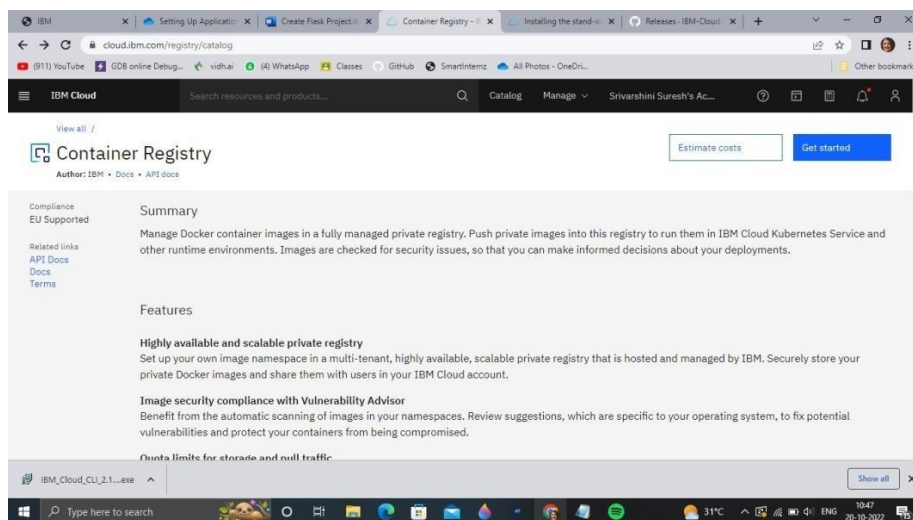 IBM
Setting Up Application
Create Flask Project.d
Container Registry - I
Installing the stand-al
Releases · IBM-Cloud
cloud.ibm.com/registry/catalog
(911) YouTube
GDB online Debug...
vidhai
(4) WhatsApp
Classes
GitHub
SmartInternz
All Photos - OneDri...
Other bookmark
IBM Cloud
Search resources and products...
Catalog
Manage
Srivarshini Suresh's Ac...
View all /
Container Registry
Author: IBM • Docs • API docs
Estimate costs
Get started
Compliance
EU Supported
Related links
API Docs
Docs
Terms
Summary
Manage Docker container images in a fully managed private registry. Push private images into this registry to run them in IBM Cloud Kubernetes Service and
other runtime environments. Images are checked for security issues, so that you can make informed decisions about your deployments.
Features
Highly available and scalable private registry
Set up your own image namespace in a multi-tenant, highly available, scalable private registry that is hosted and managed by IBM. Securely store your
private Docker images and share them with users in your IBM Cloud account.
Image security compliance with Vulnerability Advisor
Benefit from the automatic scanning of images in your namespaces. Review suggestions, which are specific to your operating system, to fix potential
vulnerabilities and protect your containers from being compromised.
Quota limits for storage and pull traffic
IBM_Cloud_CLI_2.1....exe
Show all
Type here to search
31°C
ENG
10:47
20-10-2022
15